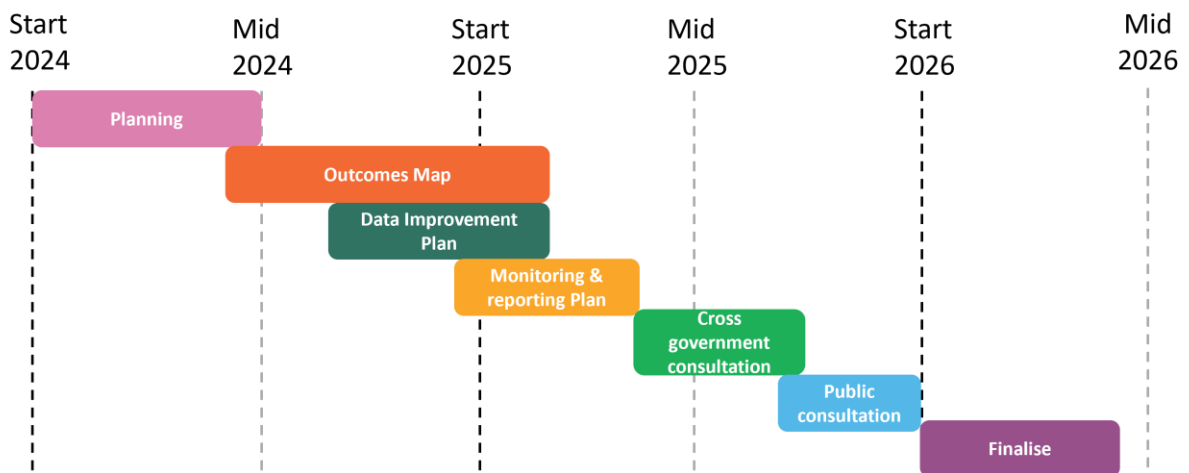 Start
2024
Mid
2024
Start
2025
Mid
2025
Start
2026
Mid
2026
Planning
Outcomes Map
Data Improvement
Plan
Monitoring &
reporting Plan
Cross
government
consultation
Public
consultation
Finalise